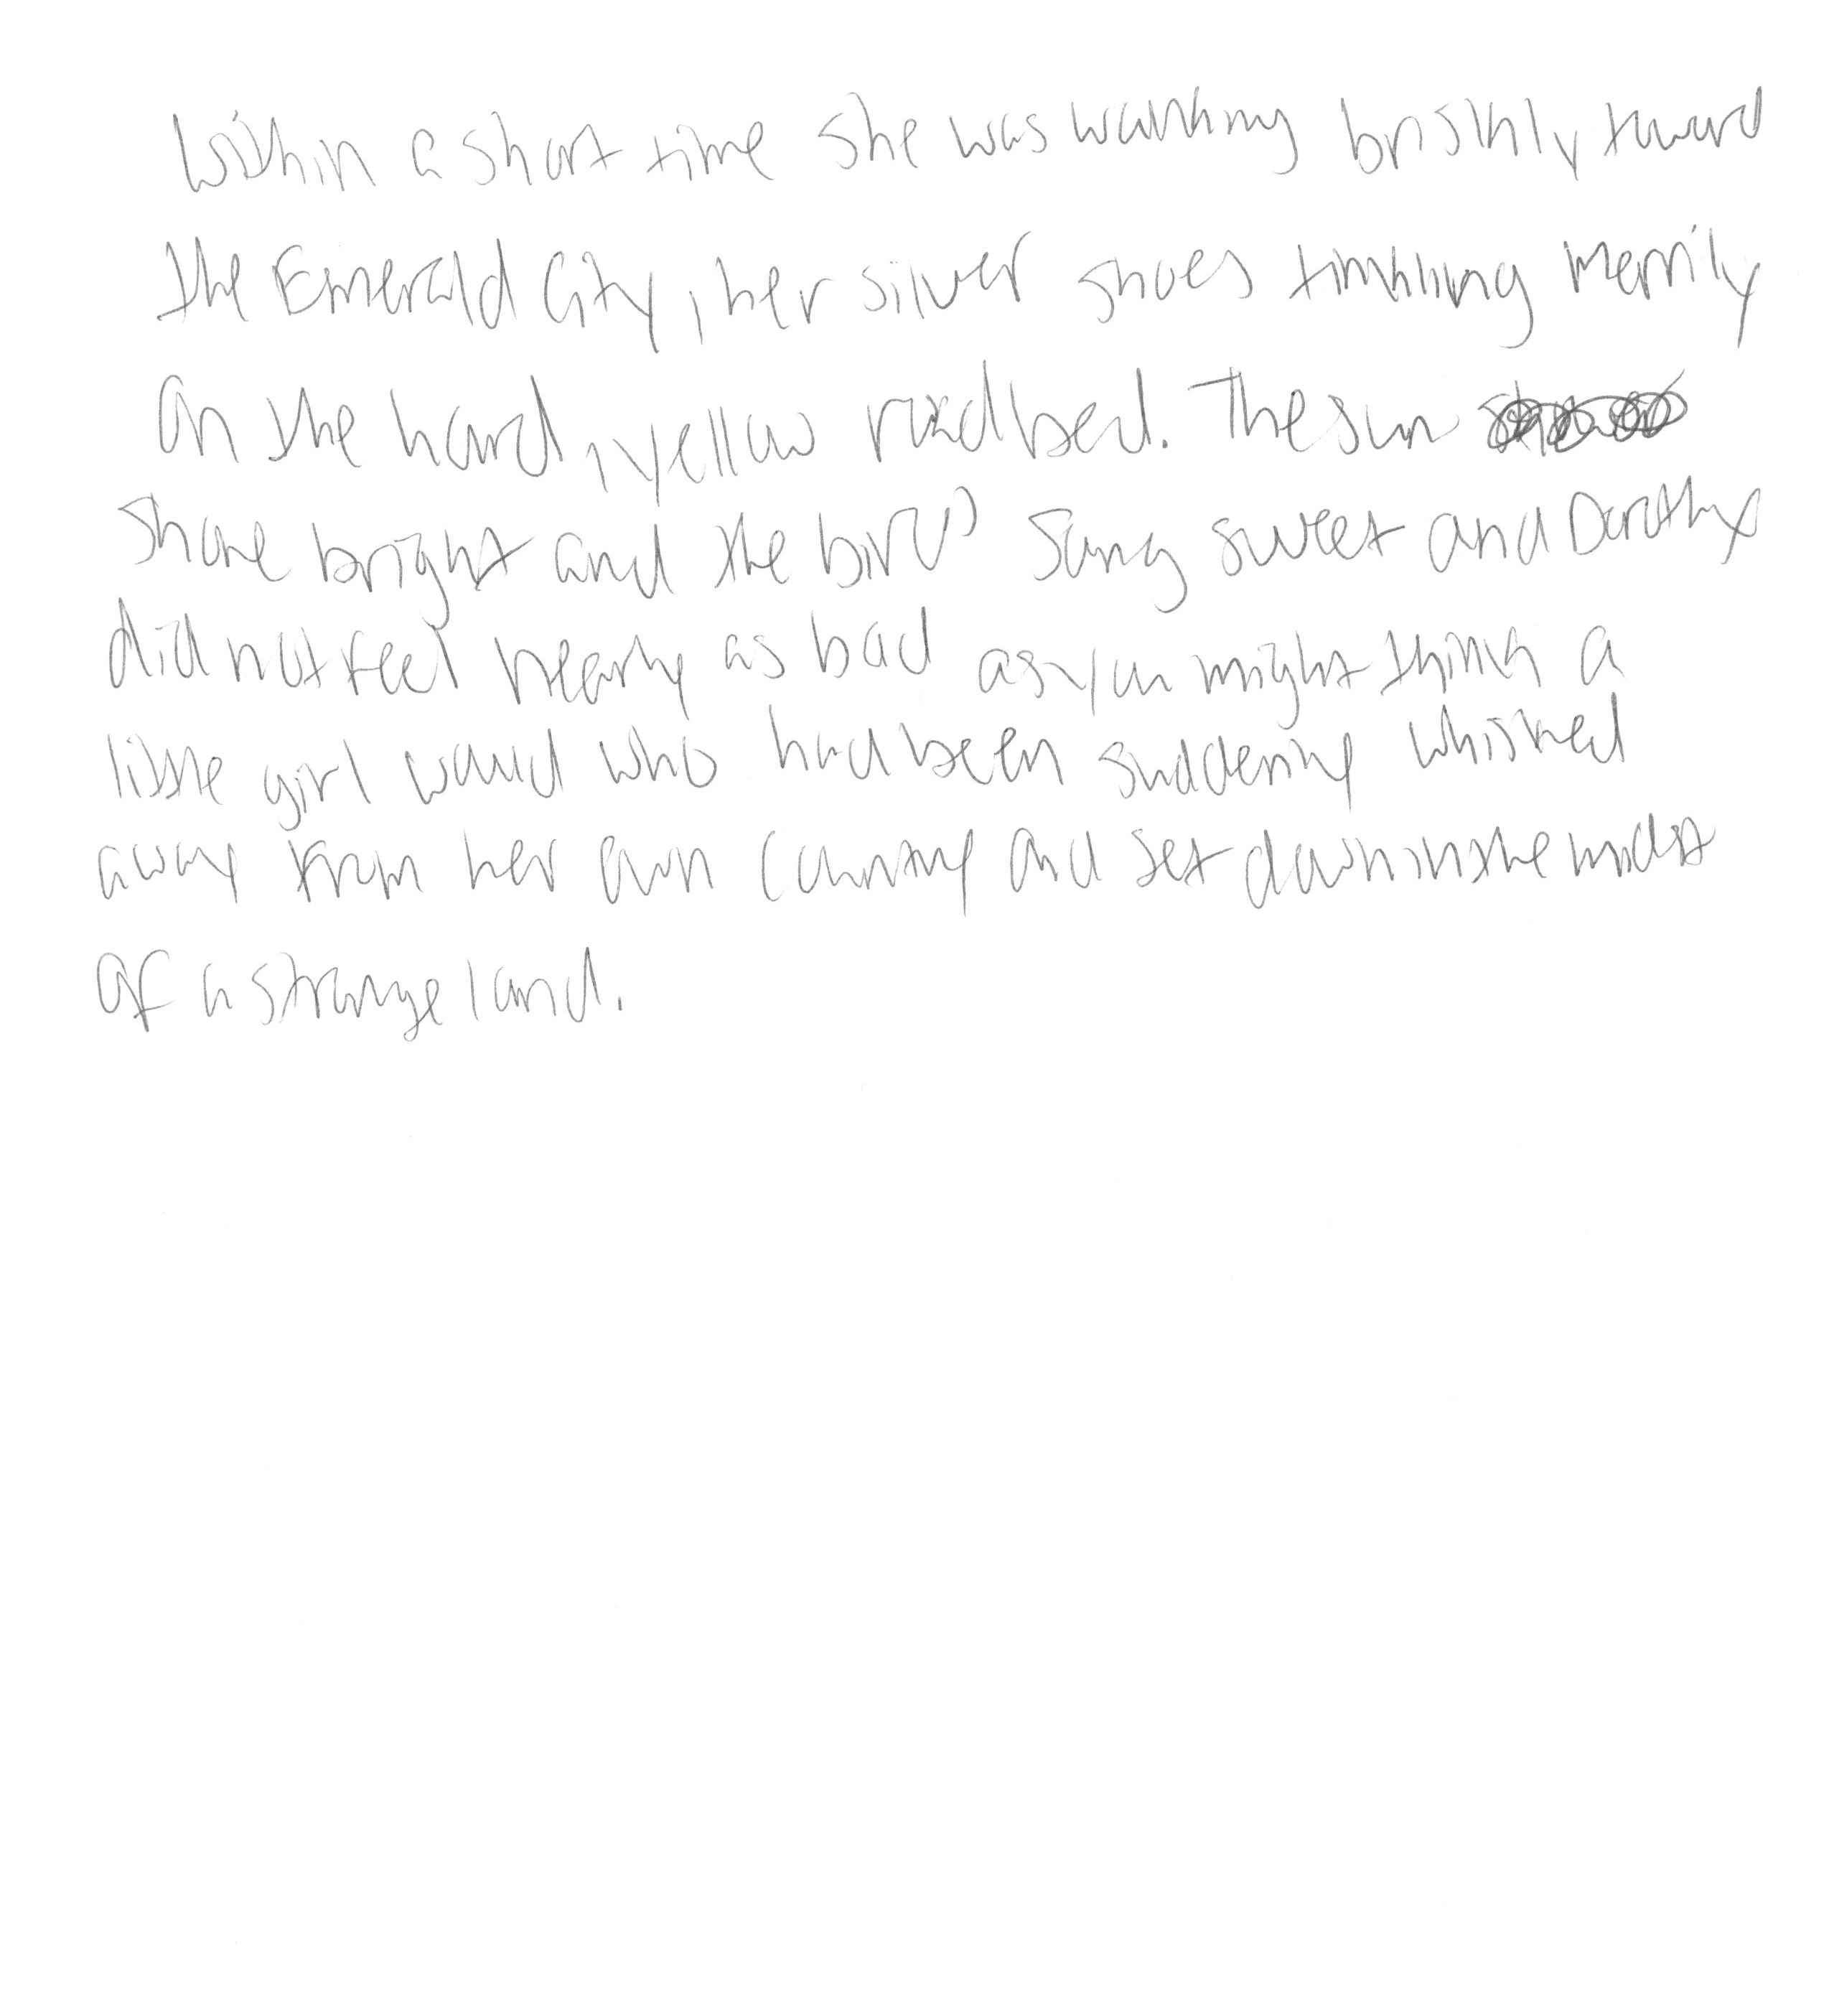 Within a short time she was walking briskly toward
the Emerald City, her silver shoes tinkling merrily
on the hard, yellow roadbed. The sun
shone bright and the birds sang sweet and Dorothy
did not feel nearly as bad as you might think a
little girl would who had been suddenly whisked
away from her own country and set down in the midst
of a strange land.